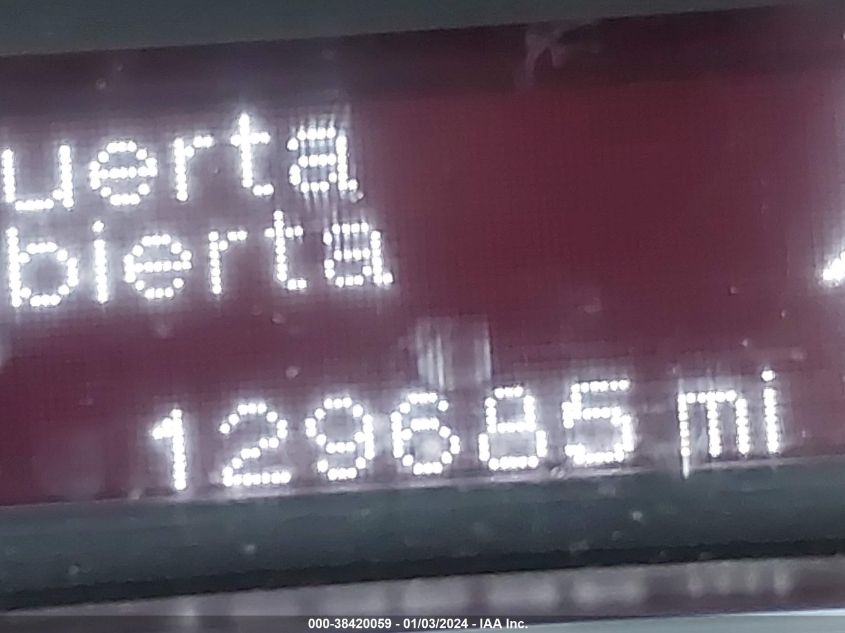 uerta
bierta
129685 mi
000-38420059 - 01/03/2024 - IAA Inc.